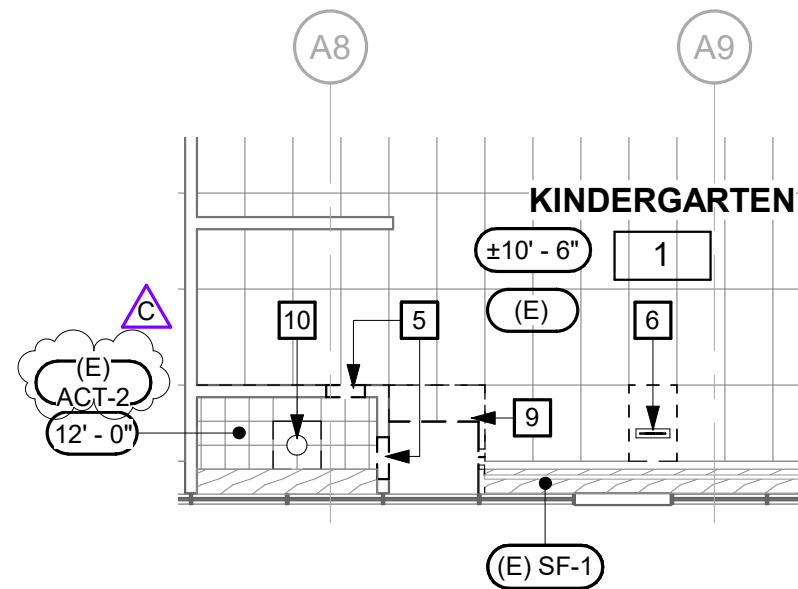 A8
A9
KINDERGARTEN
±10' - 6"
1
(E)
C
10
5
6
(E)
ACT-2
12' - 0"
9
(E) SF-1